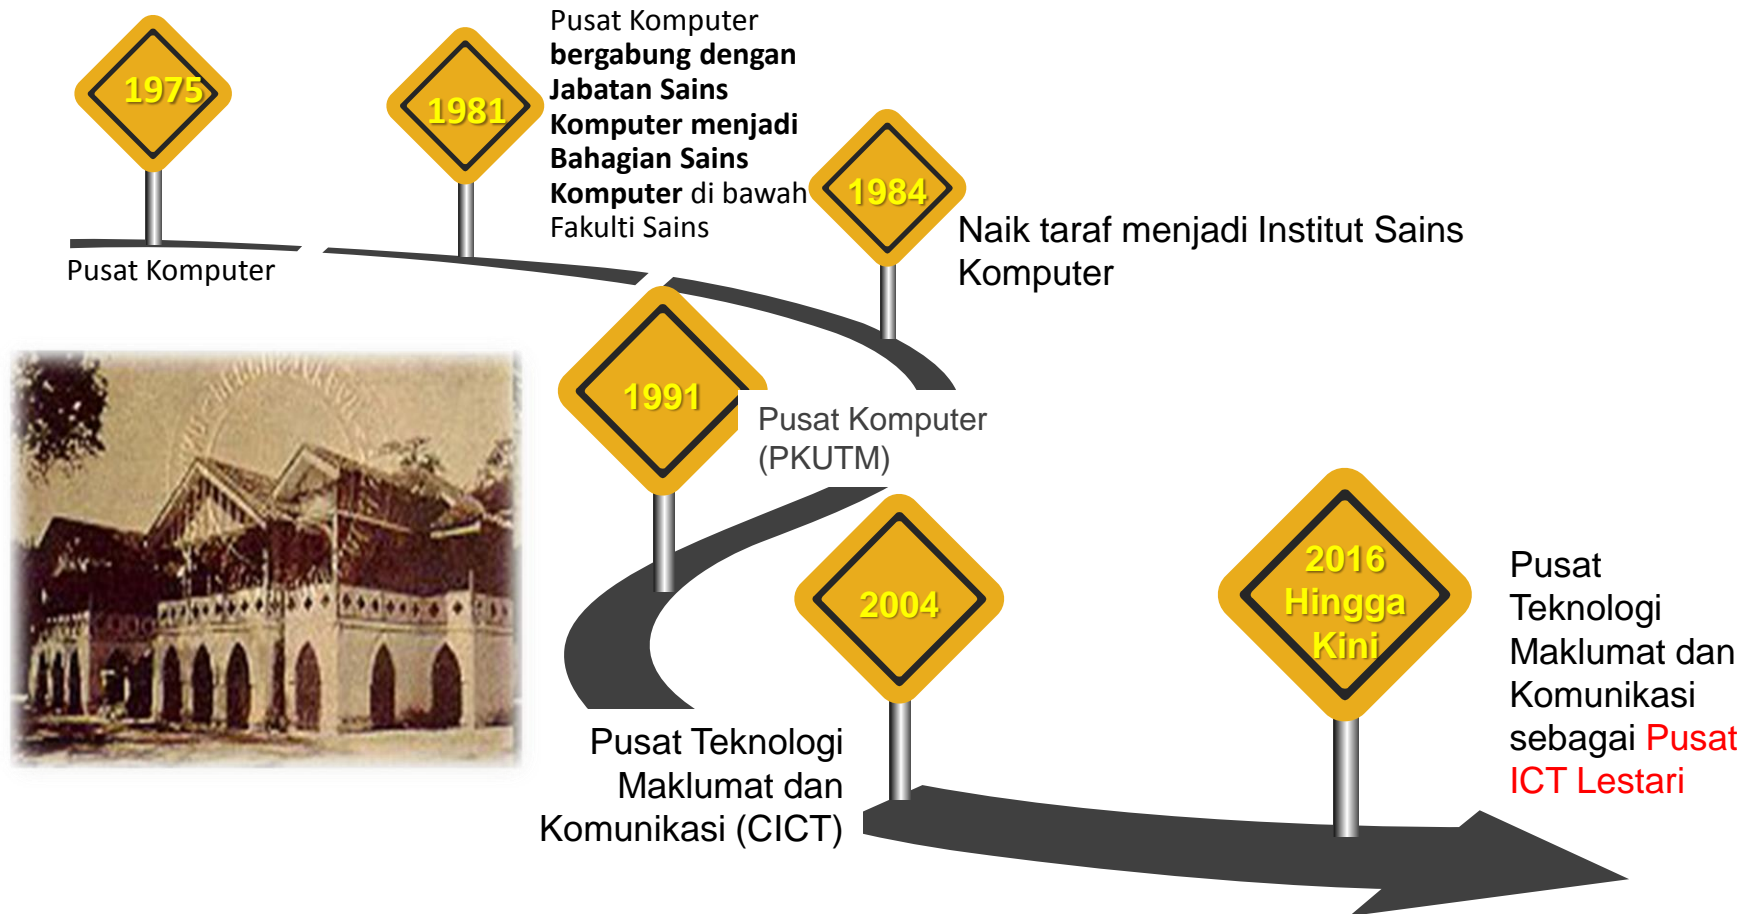 1975
Pusat Komputer
1981
Pusat Komputer
bergabung dengan
Jabatan Sains
Komputer menjadi
Bahagian Sains
Komputer di bawah
Fakulti Sains
1984
Naik taraf menjadi Institut Sains
Komputer
1991
Pusat Komputer
(PKUTM)
2004
Pusat Teknologi
Maklumat dan
Komunikasi (CICT)
2016
Hingga
Kini
Pusat
Teknologi
Maklumat dan
Komunikasi
sebagai Pusat
ICT Lestari